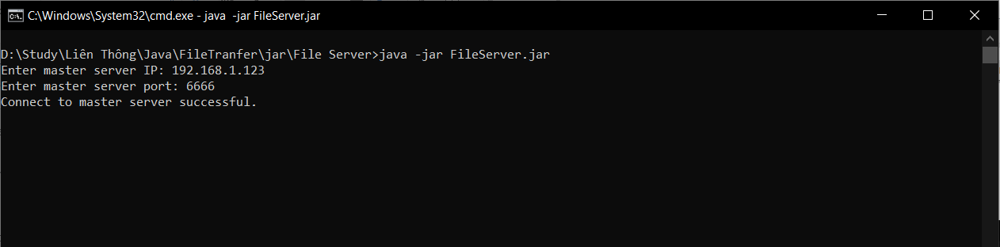 C:\Windows\System32\cmd.exe - java  -jar FileServer.jar
D:\Study\Liên Thông\Java\FileTranfer\jar\File Server>java -jar FileServer.jar
Enter master server IP: 192.168.1.123
Enter master server port: 6666
Connect to master server successful.